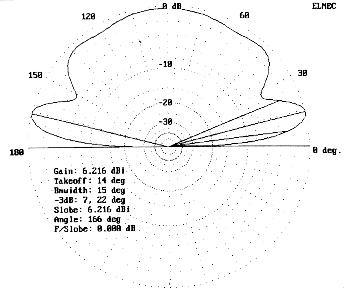 0 dB
ELNEC
120
60
-10
150
30
-20
-30
180
0 deg.
Gain: 6.216 dBi
Takeoff: 14 deg
Bmwidth: 15 deg
-3dB: 7, 22 deg
Slobe: 6.216 dBi
Angle: 166 deg
F/Slobe: 0.000 dB